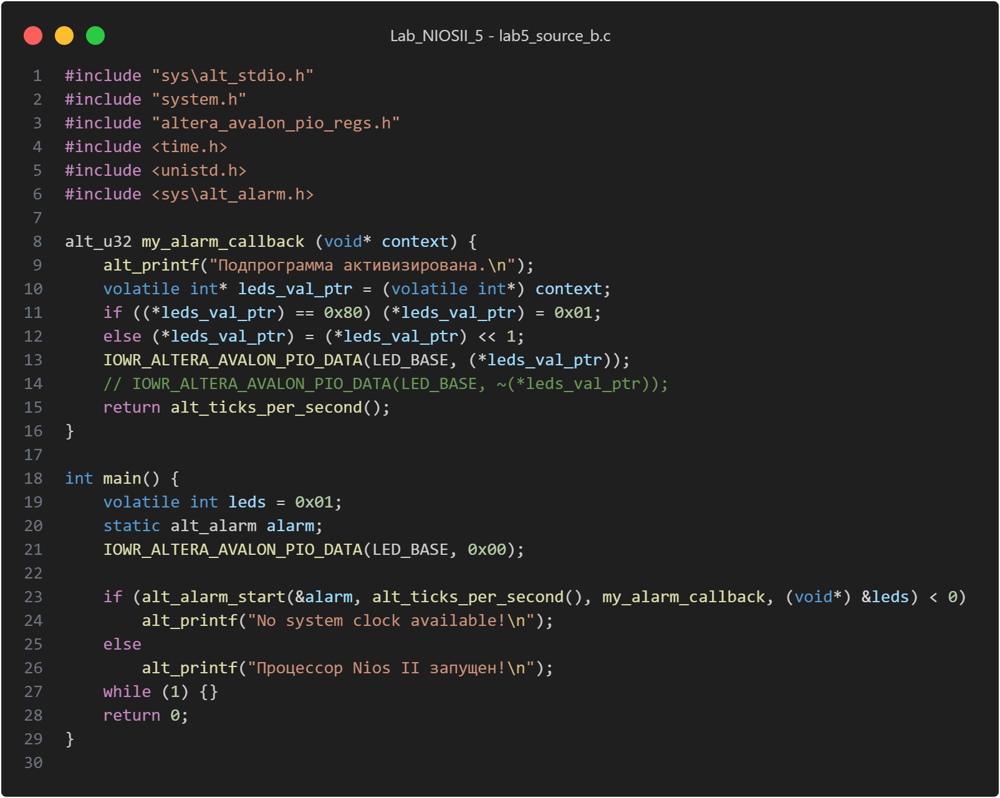 Lab_NIOSII_5 - lab5_source_b.c
1 #include "sys\alt_stdio.h"
2 #include "system.h"
3 #include "altera_avalon_pio_regs.h"
4 #include <time.h>
5 #include <unistd.h>
6 #include <sys\alt_alarm.h>
7
8 alt_u32 my_alarm_callback (void* context) {
9     alt_printf("Подпрограмма активизирована.\n");
10     volatile int* leds_val_ptr = (volatile int*) context;
11     if ((*leds_val_ptr) == 0x80) (*leds_val_ptr) = 0x01;
12     else (*leds_val_ptr) = (*leds_val_ptr) << 1;
13     IOWR_ALTERA_AVALON_PIO_DATA(LED_BASE, (*leds_val_ptr));
14     // IOWR_ALTERA_AVALON_PIO_DATA(LED_BASE, ~(*leds_val_ptr));
15     return alt_ticks_per_second();
16 }
17
18 int main() {
19     volatile int leds = 0x01;
20     static alt_alarm alarm;
21     IOWR_ALTERA_AVALON_PIO_DATA(LED_BASE, 0x00);
22
23     if (alt_alarm_start(&alarm, alt_ticks_per_second(), my_alarm_callback, (void*) &leds) < 0)
24         alt_printf("No system clock available!\n");
25     else
26         alt_printf("Процессор Nios II запущен!\n");
27     while (1) {}
28     return 0;
29 }
30